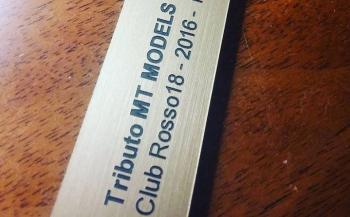 Tributo MT MODELS
Club Rosso18 - 2016 -